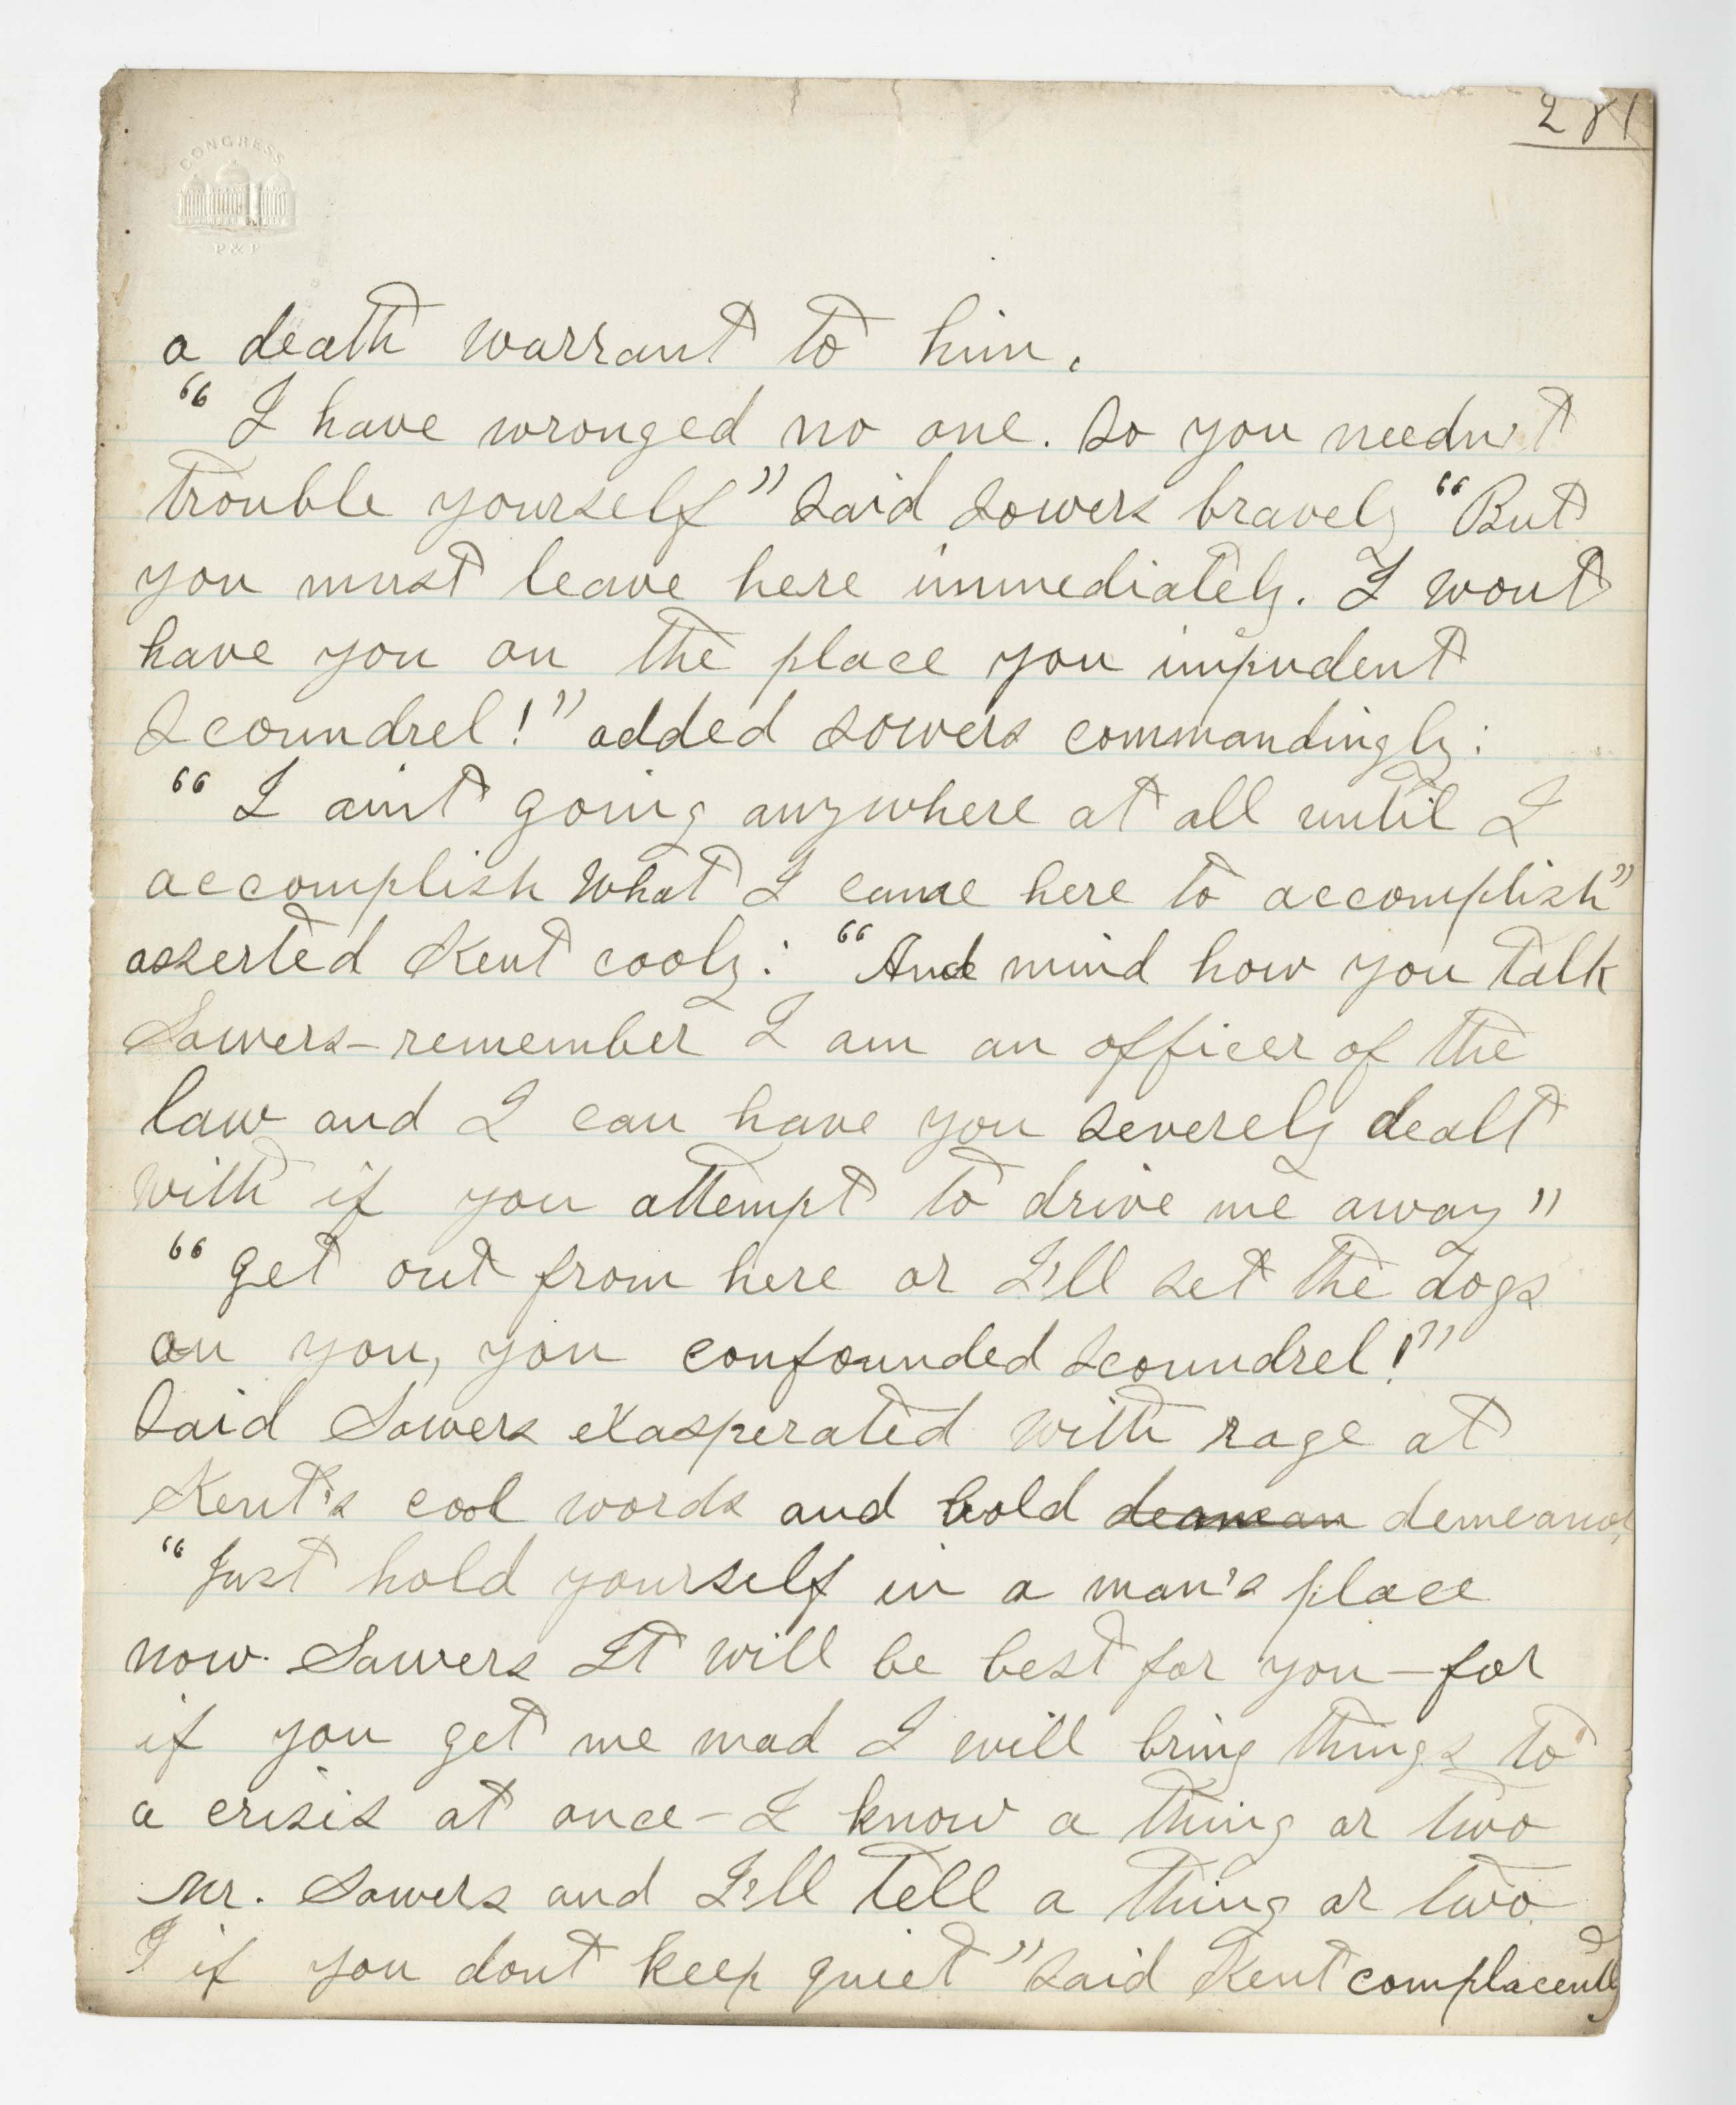 281
CONGRESS
P & P
a death warrant to him.
"I have wronged no one. So you needn't
trouble yourself" said Sowers bravely "But
you must leave here immediately. I wont
have you on the place you impudent
scoundrel!" added Sowers commandingly:
"I aint going anywhere at all until I
accomplish what I came here to accomplish"
asserted Kent cooly: "And mind how you talk
Sowers – remember I am an officer of the
law and I can have you severely dealt
with if you attempt to drive me away"
"Get out from here or I'll set the dogs
on you, you confounded scoundrel!"
said Sowers exasperated with rage at
Kent's cool words and bold deamean demeanor,
"Just hold yourself in a man's place
now. Sowers It will be best for you – for
if you get me mad I will bring things to
a crisis at once – I know a thing or two
Mr. Sowers and I'll tell a thing or two
if you dont keep quiet" said Kent complacently